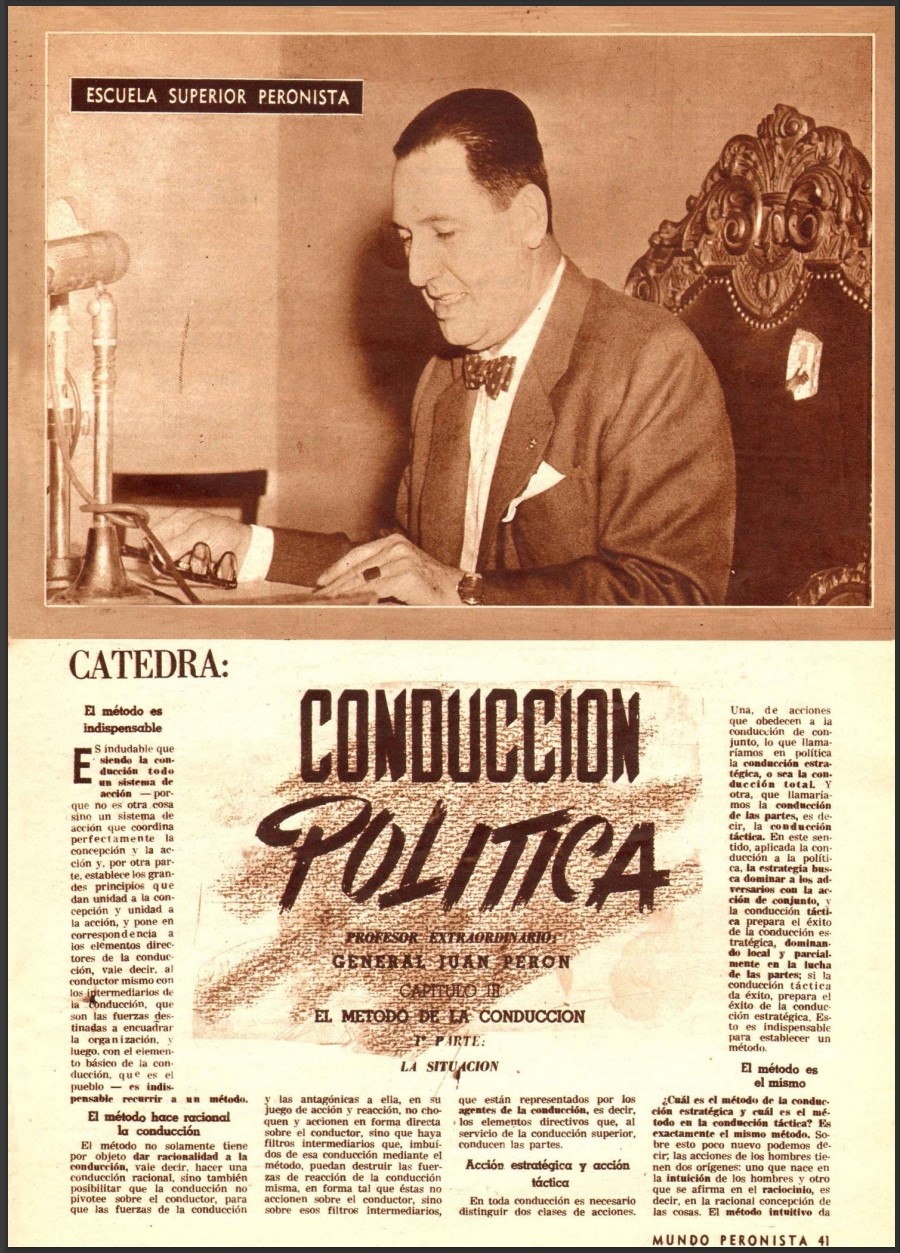 ESCUELA SUPERIOR PERONISTA
CATEDRA:
CONDUCCION
POLITICA
PROFESOR EXTRAORDINARIO:
GENERAL JUAN PERON
CAPITULO III
EL METODO DE LA CONDUCCION
1ª PARTE:
LA SITUACION
El método es
indispensable
ES indudable que
siendo la con-
ducción todo
un sistema de
acción — por-
que no es otra cosa
sino un sistema de
acción que coordina
perfectamente la
concepción y la ac-
ción y, por otra par-
te, establece los gran-
des principios que
dan unidad a la con-
cepción y unidad a
la acción, y pone en
correspondencia a
los elementos direc-
tores de la conduc-
ción, vale decir, al
conductor mismo con
los intermediarios de
la conducción, que
son las fuerzas des-
tinadas a encuadrar
la organización, y
luego, con el elemen-
to básico de la con-
ducción, que es el
pueblo — es indis-
pensable recurrir a un método.
El método hace racional
la conducción
El método no solamente tiene
por objeto dar racionalidad a la
conducción, vale decir, hacer una
conducción racional, sino también
posibilitar que la conducción no
pivotee sobre el conductor, para
que las fuerzas de la conducción
y las antagónicas a ella, en su
juego de acción y reacción, no cho-
quen y accionen en forma directa
sobre el conductor, sino que haya
filtros intermediarios que, imbuí-
dos de esa conducción mediante el
método, puedan destruir las fuer-
zas de reacción de la conducción
misma, en forma tal que éstas no
accionen sobre el conductor, sino
sobre esos filtros intermediarios,
que están representados por los
agentes de la conducción, es decir,
los elementos directivos que, al
servicio de la conducción superior,
conducen las partes.
Acción estratégica y acción
táctica
En toda conducción es necesario
distinguir dos clases de acciones.
Una, de acciones
que obedecen a la
conducción de con-
junto, lo que llama-
ríamos en política
la conducción estra-
tégica, o sea la con-
ducción total. Y
otra, que llamaría-
mos la conducción
de las partes, es de-
cir, la conducción
táctica. En este sen-
tido, aplicada la con-
ducción a la políti-
ca, la estrategia bus-
ca dominar a los ad-
versarios con la ac-
ción de conjunto, y
la conducción tácti-
ca prepara el éxito
de la conducción es-
tratégica, dominan-
do local y parcial-
mente en la lucha
de las partes; si la
conducción táctica
da éxito, prepara el
éxito de la conduc-
ción estratégica. Es-
to es indispensable
para establecer un
método.
El método es
el mismo
¿Cuál es el método de la conduc-
ción estratégica y cuál es el mé-
todo en la conducción táctica? Es
exactamente el mismo método. So-
bre esto poco nuevo podemos de-
cir; las acciones de los hombres tie-
nen dos orígenes: uno que nace en
la intuición de los hombres y otro
que se afirma en el raciocinio, es
decir, en la racional concepción de
las cosas. El método intuitivo da
MUNDO PERONISTA 41